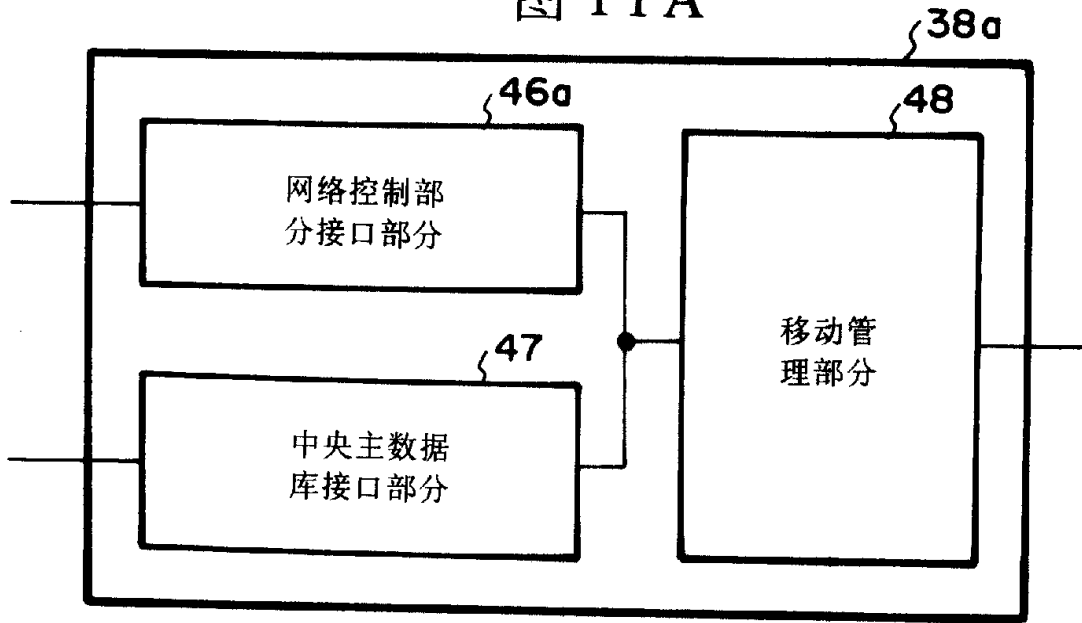 图 11A
38a
46a
网络控制部
分接口部分
48
移动管
理部分
47
中央主数据
库接口部分